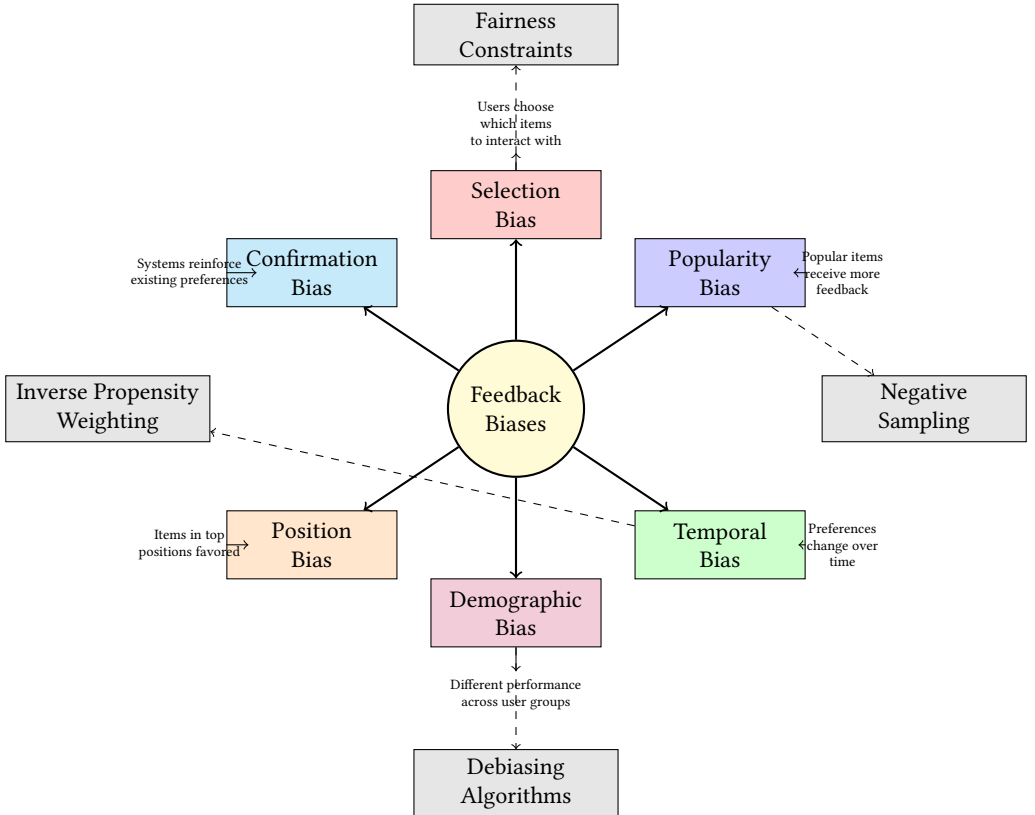 Fairness
Constraints
Users choose
which items
to interact with
Selection
Bias
Systems reinforce
existing preferences
Confirmation
Bias
Popularity
Bias
Popular items
receive more
feedback
Inverse Propensity
Weighting
Feedback
Biases
Negative
Sampling
Items in top
positions favored
Position
Bias
Temporal
Bias
Preferences
change over
time
Demographic
Bias
Different performance
across user groups
Debiasing
Algorithms